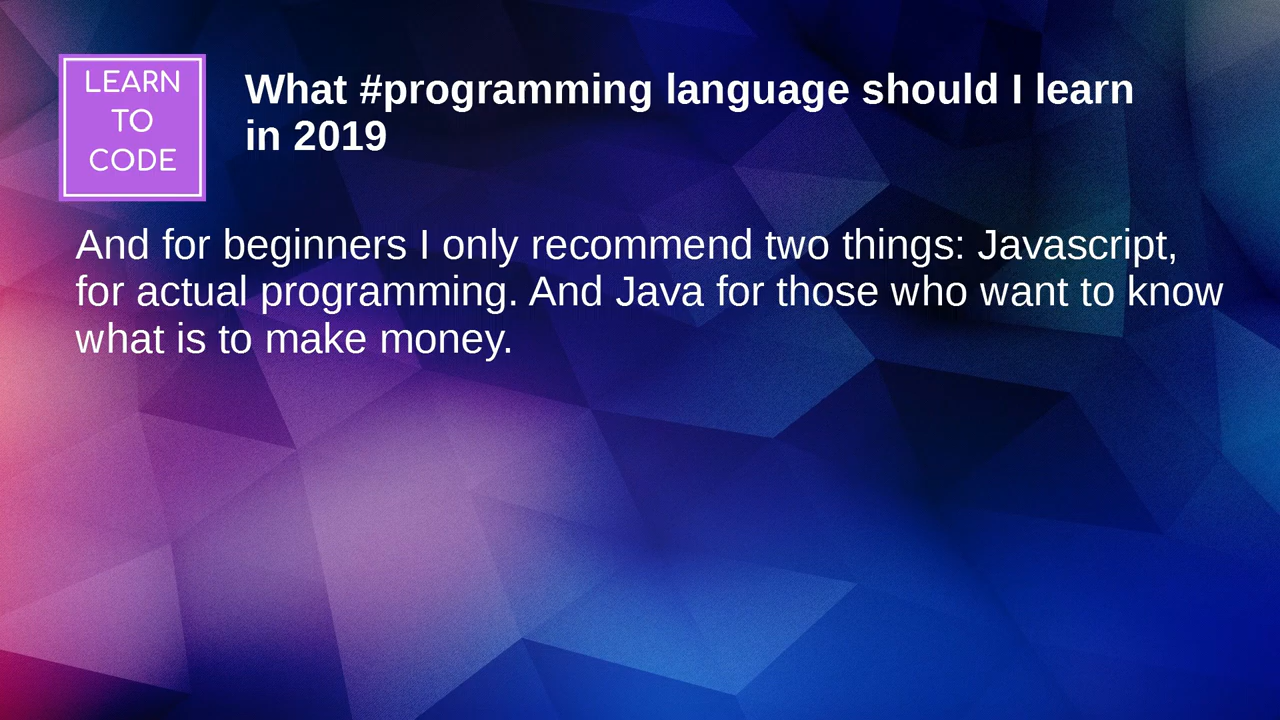 LEARN
TO
CODE
What #programming language should I learn
in 2019
And for beginners I only recommend two things: Javascript,
for actual programming. And Java for those who want to know
what is to make money.